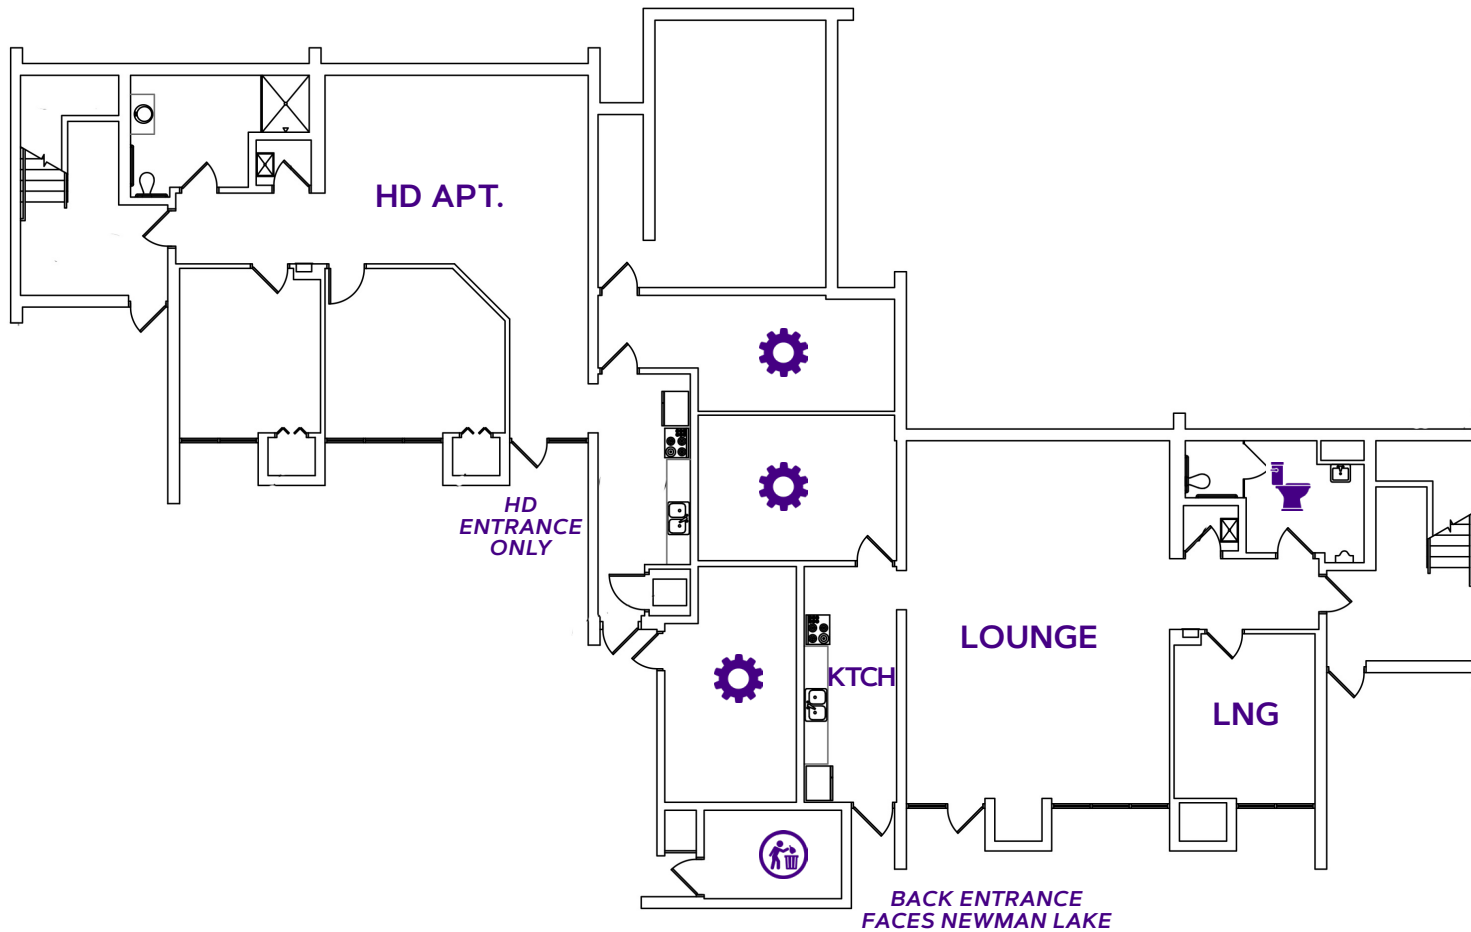 HD APT.
HD
ENTRANCE
ONLY
LOUNGE
KTCH
LNG
BACK ENTRANCE
FACES NEWMAN LAKE